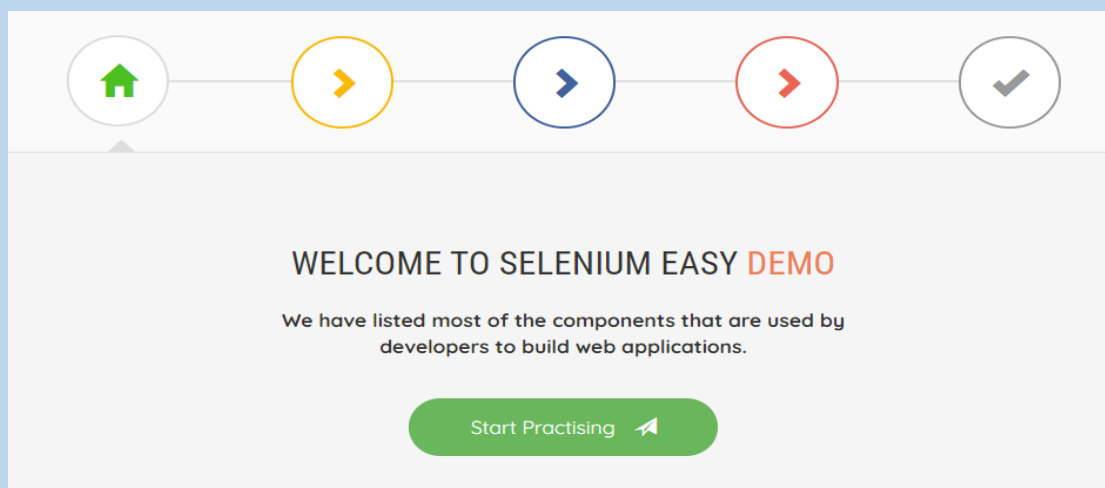 WELCOME TO SELENIUM EASY DEMO
We have listed most of the components that are used by
developers to build web applications.
Start Practising